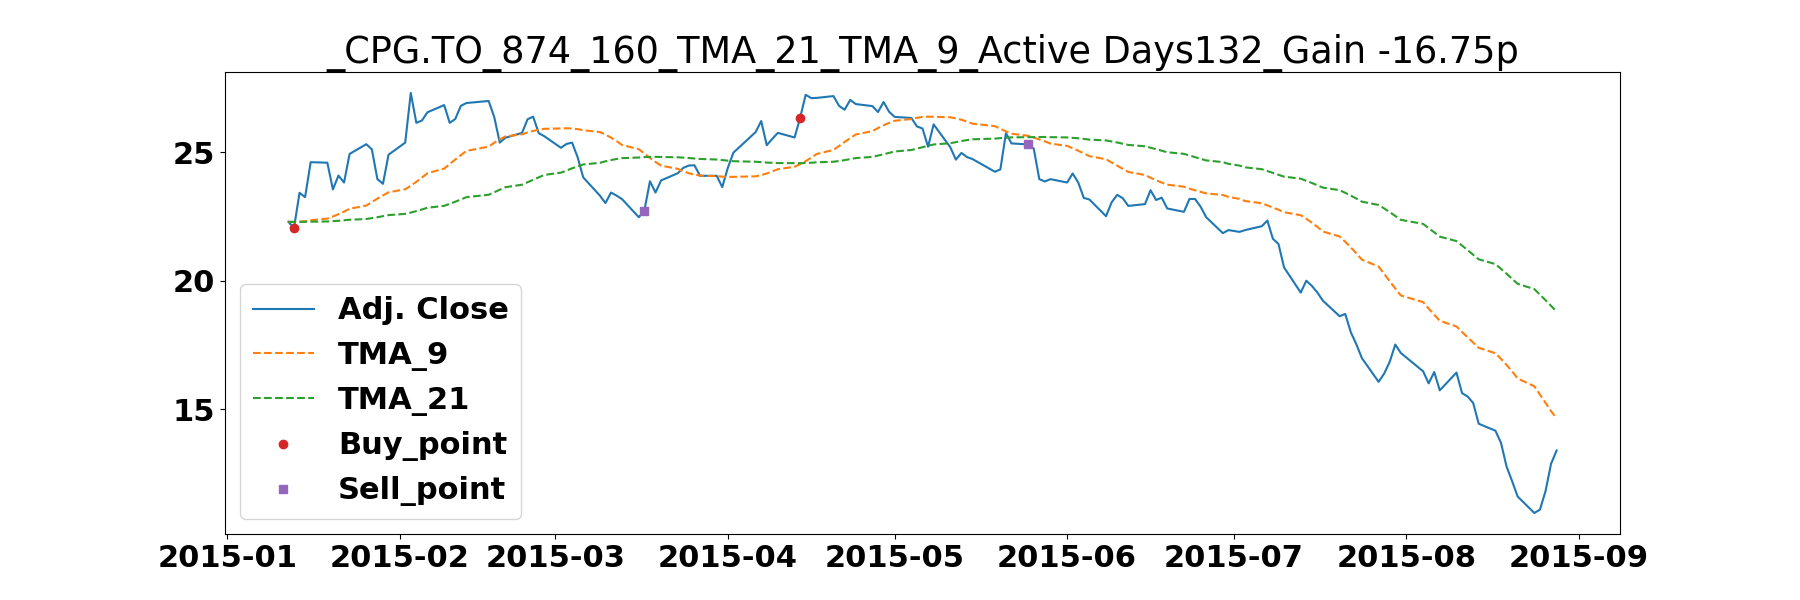 _CPG.TO_874_160_TMA_21_TMA_9_Active Days132_Gain -16.75p
25
20
15
Adj. Close
TMA_9
TMA_21
Buy_point
Sell_point
2015-01 2015-02 2015-03 2015-04 2015-05 2015-06 2015-07 2015-08 2015-09